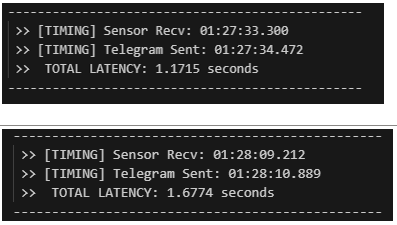 ------------------------------------------------
>> [TIMING] Sensor Recv: 01:27:33.300
>> [TIMING] Telegram Sent: 01:27:34.472
>>  TOTAL LATENCY: 1.1715 seconds
------------------------------------------------
--------------------------------------------------
>> [TIMING] Sensor Recv: 01:28:09.212
>> [TIMING] Telegram Sent: 01:28:10.889
>>  TOTAL LATENCY: 1.6774 seconds
--------------------------------------------------